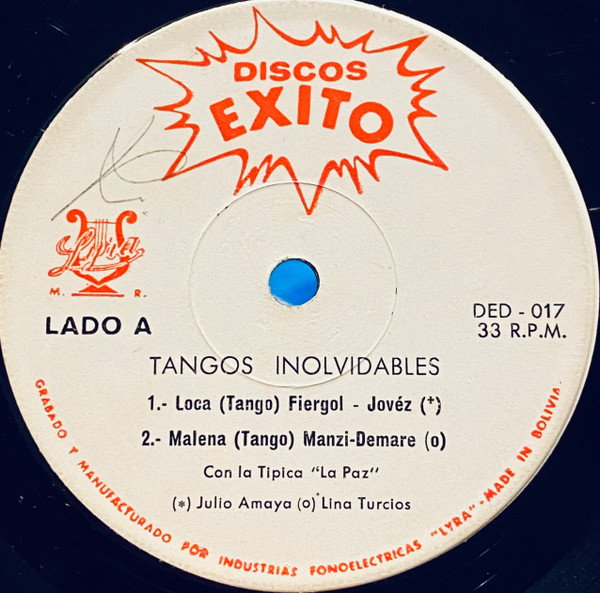 DISCOS
EXITO
Lyra
M. R.
LADO A
DED - 017
33 R.P.M.
TANGOS INOLVIDABLES
1.- Loca (Tango) Fiergol - Jovéz (+)
2.- Malena (Tango) Manzi-Demare (o)
Con la Tipica "La Paz"
(*) Julio Amaya (o) Lina Turcios
GRABADO Y MANUFACTURADO POR INDUSTRIAS FONOELECTRICAS "LYRA" - MADE IN BOLIVIA.